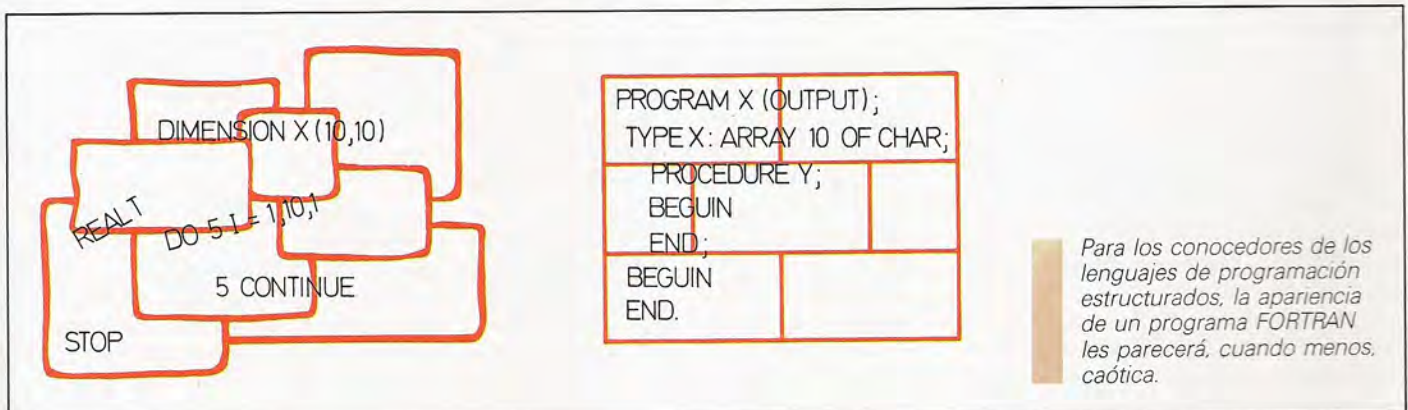 DIMENSION X (10,10)
REALT
DO 5 I = 1,10,1
5 CONTINUE
STOP
PROGRAM X (OUTPUT);
TYPE X: ARRAY 10 OF CHAR;
PROCEDURE Y;
BEGUIN
END;
BEGUIN
END.
Para los conocedores de los
lenguajes de programación
estructurados, la apariencia
de un programa FORTRAN
les parecerá, cuando menos,
caótica.